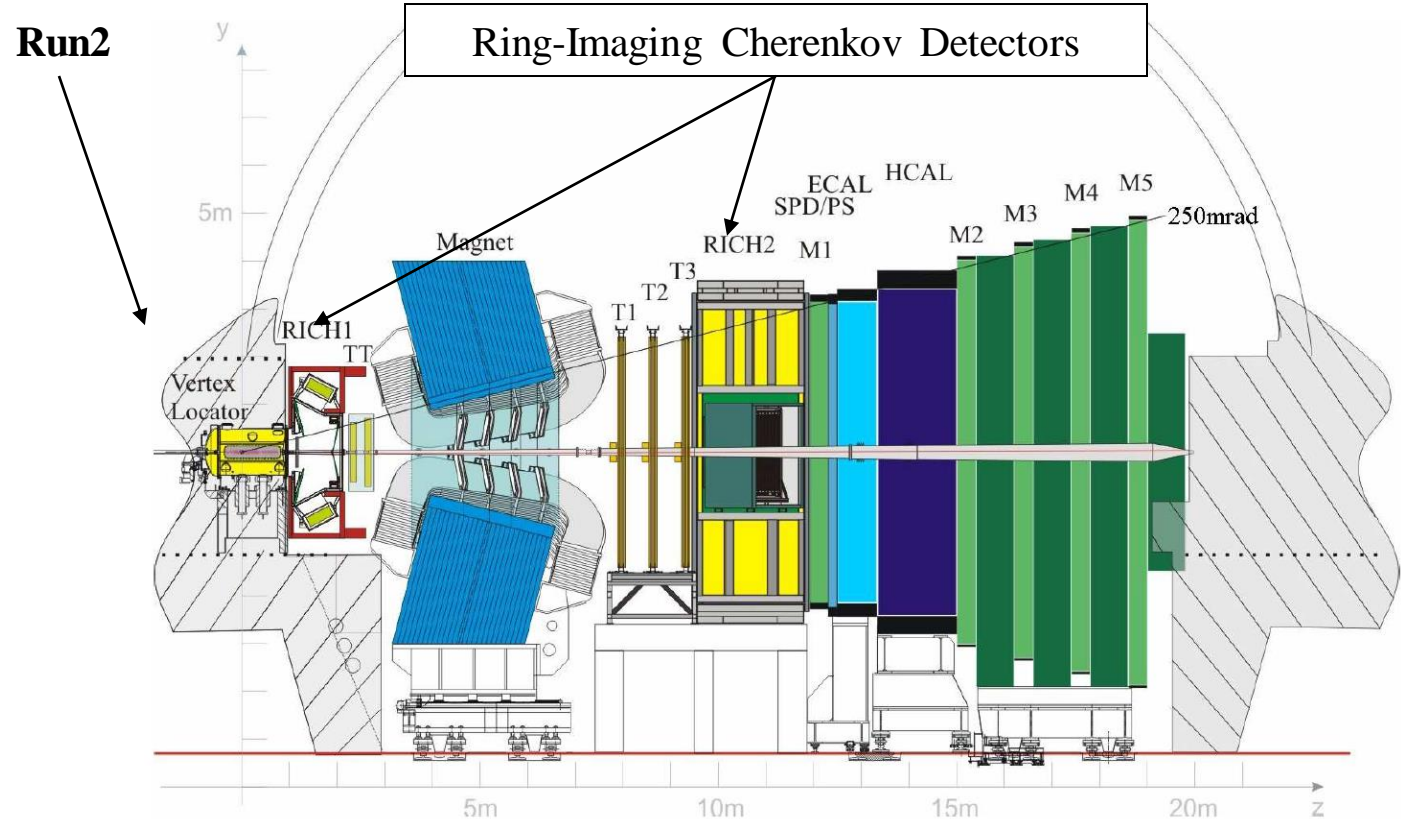 Run2
y
Ring-Imaging Cherenkov Detectors
5m
Magnet
RICH1
TT
Vertex
Locator
T1
T2
T3
RICH2
M1
SPD/PS
ECAL
HCAL
M2
M3
M4
M5
250mrad
5m
10m
15m
20m
z